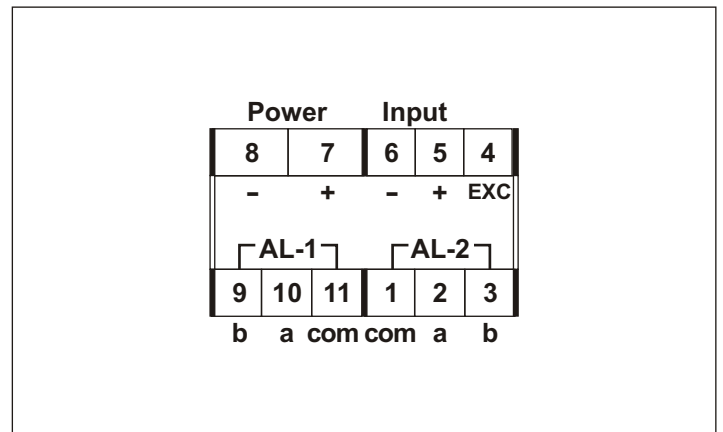 Power Input
8 7 6 5 4
- + - + EXC
AL-1 AL-2
9 10 11 1 2 3
b a com com a b